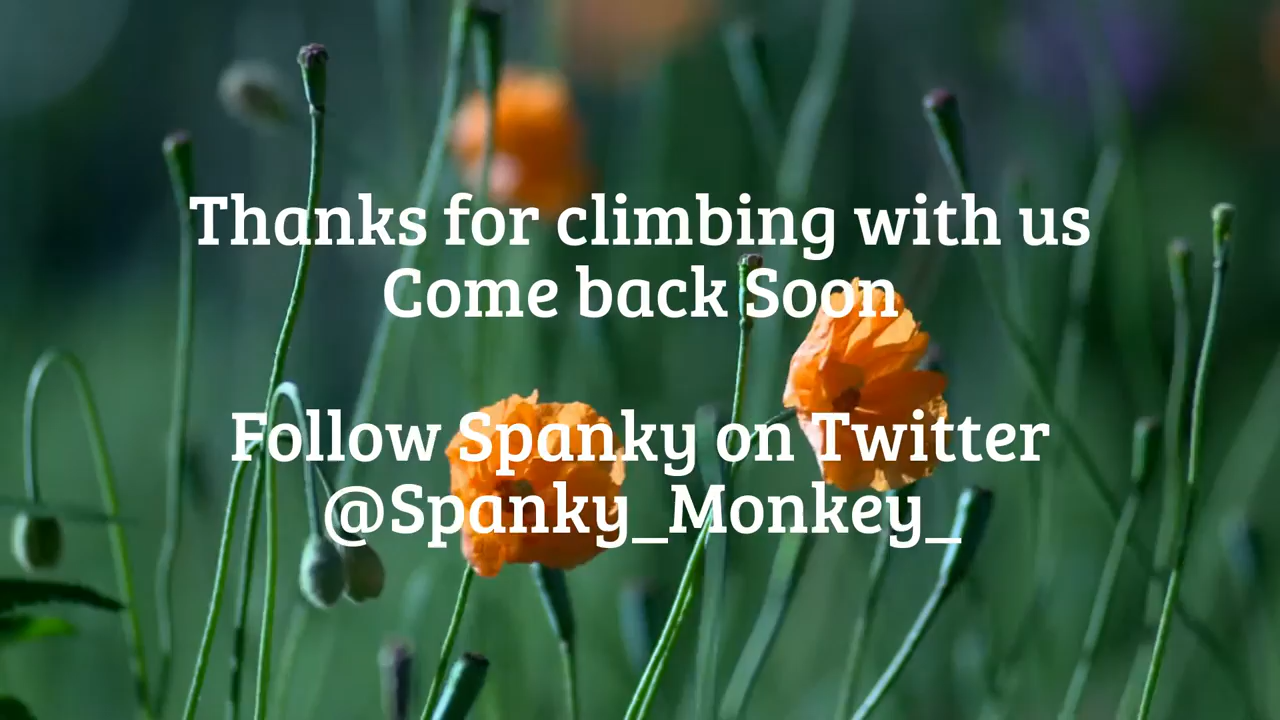 Thanks for climbing with us
Come back Soon
Follow Spanky on Twitter
@Spanky_Monkey_